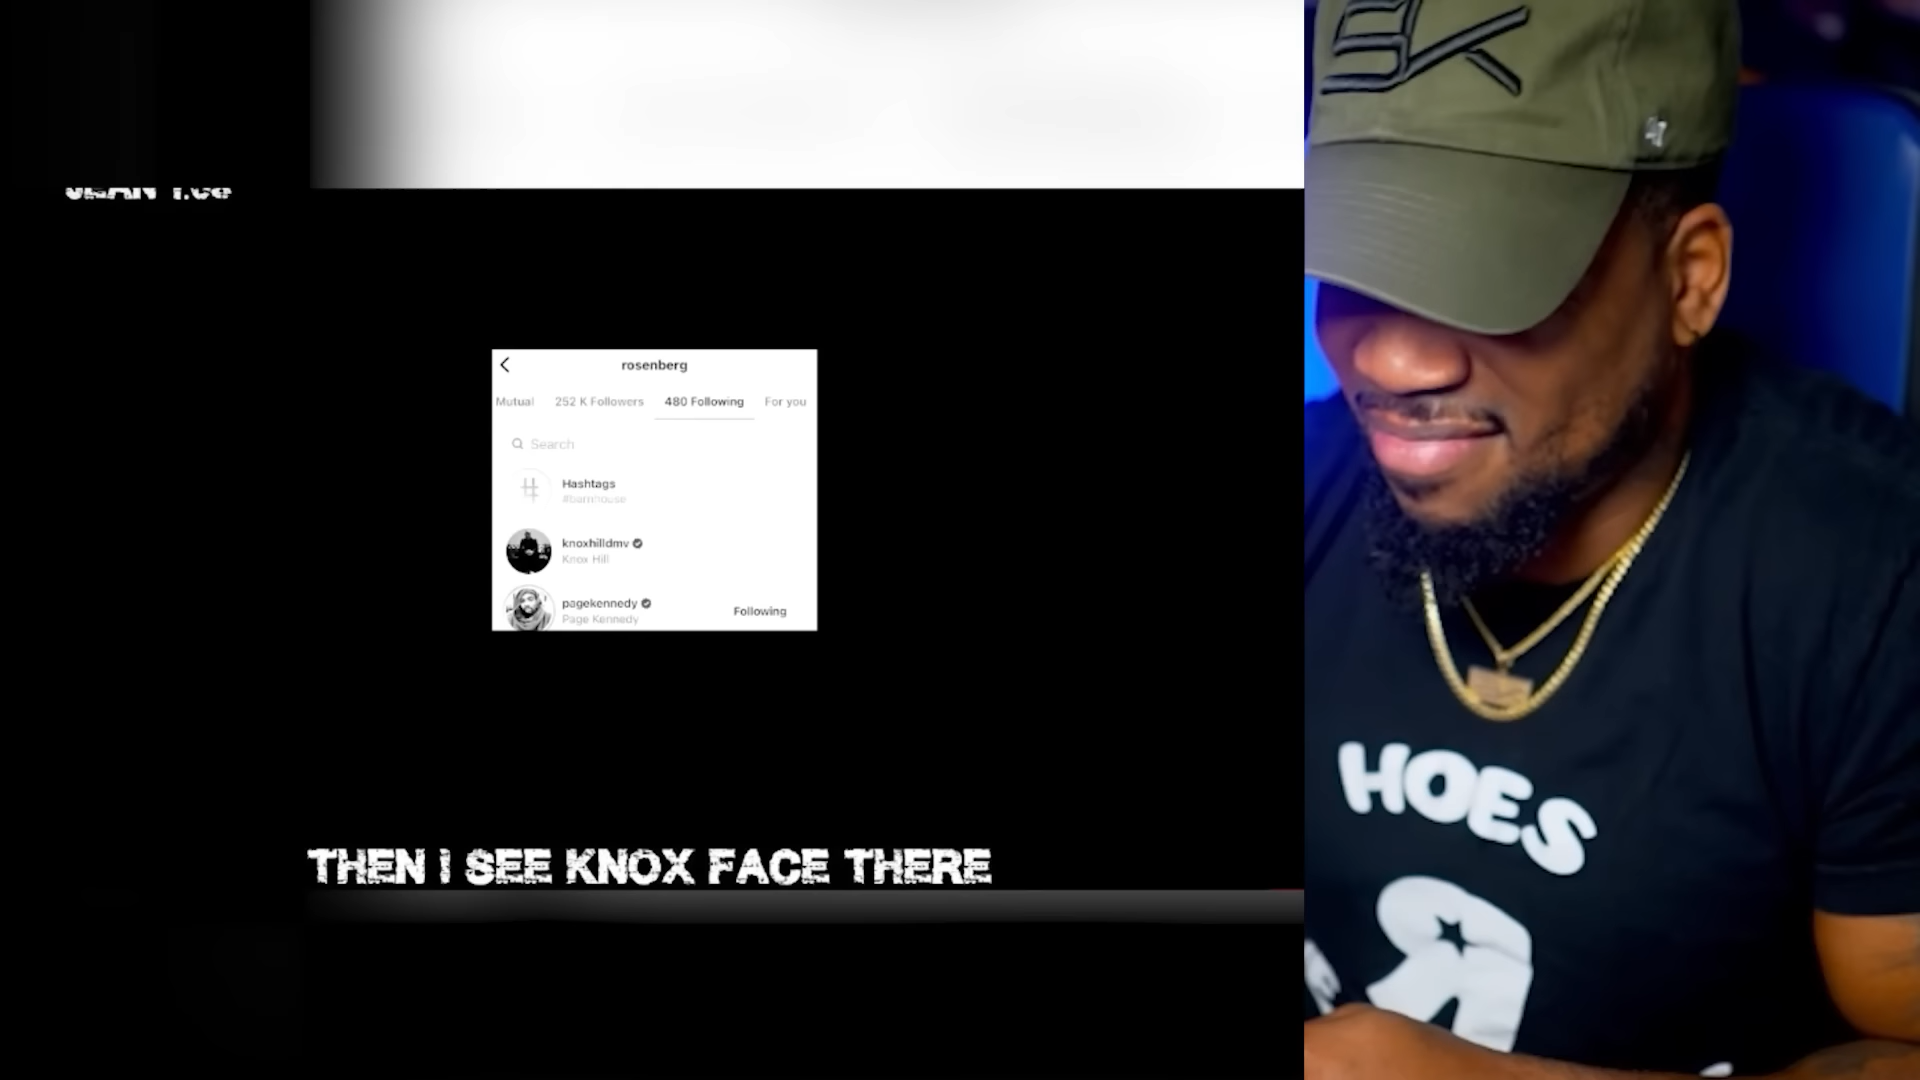 rosenberg
Mutual 252 K Followers 480 Following For you
Search
Hashtags
#barnhouse
knoxhilldmv
Knox Hill
pagekennedy
Page Kennedy
Following
THEN I SEE KNOX FACE THERE
HOES
R